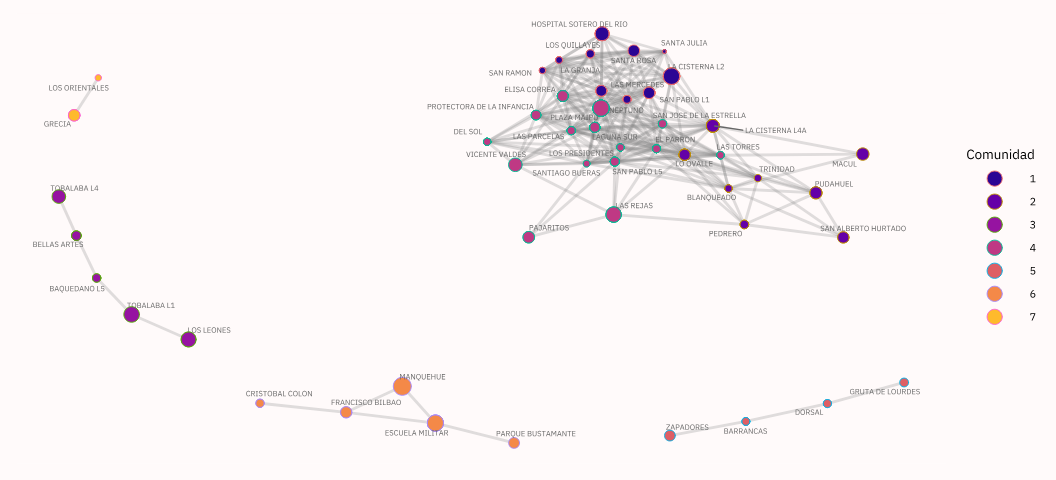 HOSPITAL SOTERO DEL RIO
LOS QUILLAYES
SANTA JULIA
SANTA ROSA
LA GRANJA
SAN RAMON
LA CISTERNA L2
LOS ORIENTALES
ELISA CORREA
LAS MERCEDES
SAN PABLO L1
PROTECTORA DE LA INFANCIA
NEPTUNO
GRECIA
PLAZA MAIPU
SAN JOSE DE LA ESTRELLA
DEL SOL
LAS PARCELAS
LAGUNA SUR
EL PARRON
LA CISTERNA L4A
LAS TORRES
VICENTE VALDES
LOS PRESIDENTES
LO OVALLE
MACUL
Comunidad
SANTIAGO BUERAS
SAN PABLO L5
TRINIDAD
1
TOBALABA L4
PUDAHUEL
BLANQUEADO
2
LAS REJAS
3
PAJARITOS
PEDRERO
SAN ALBERTO HURTADO
BELLAS ARTES
4
5
BAQUEDANO L5
6
TOBALABA L1
7
LOS LEONES
MANQUEHUE
CRISTOBAL COLON
FRANCISCO BILBAO
GRUTA DE LOURDES
DORSAL
ESCUELA MILITAR
PARQUE BUSTAMANTE
ZAPADORES
BARRANCAS